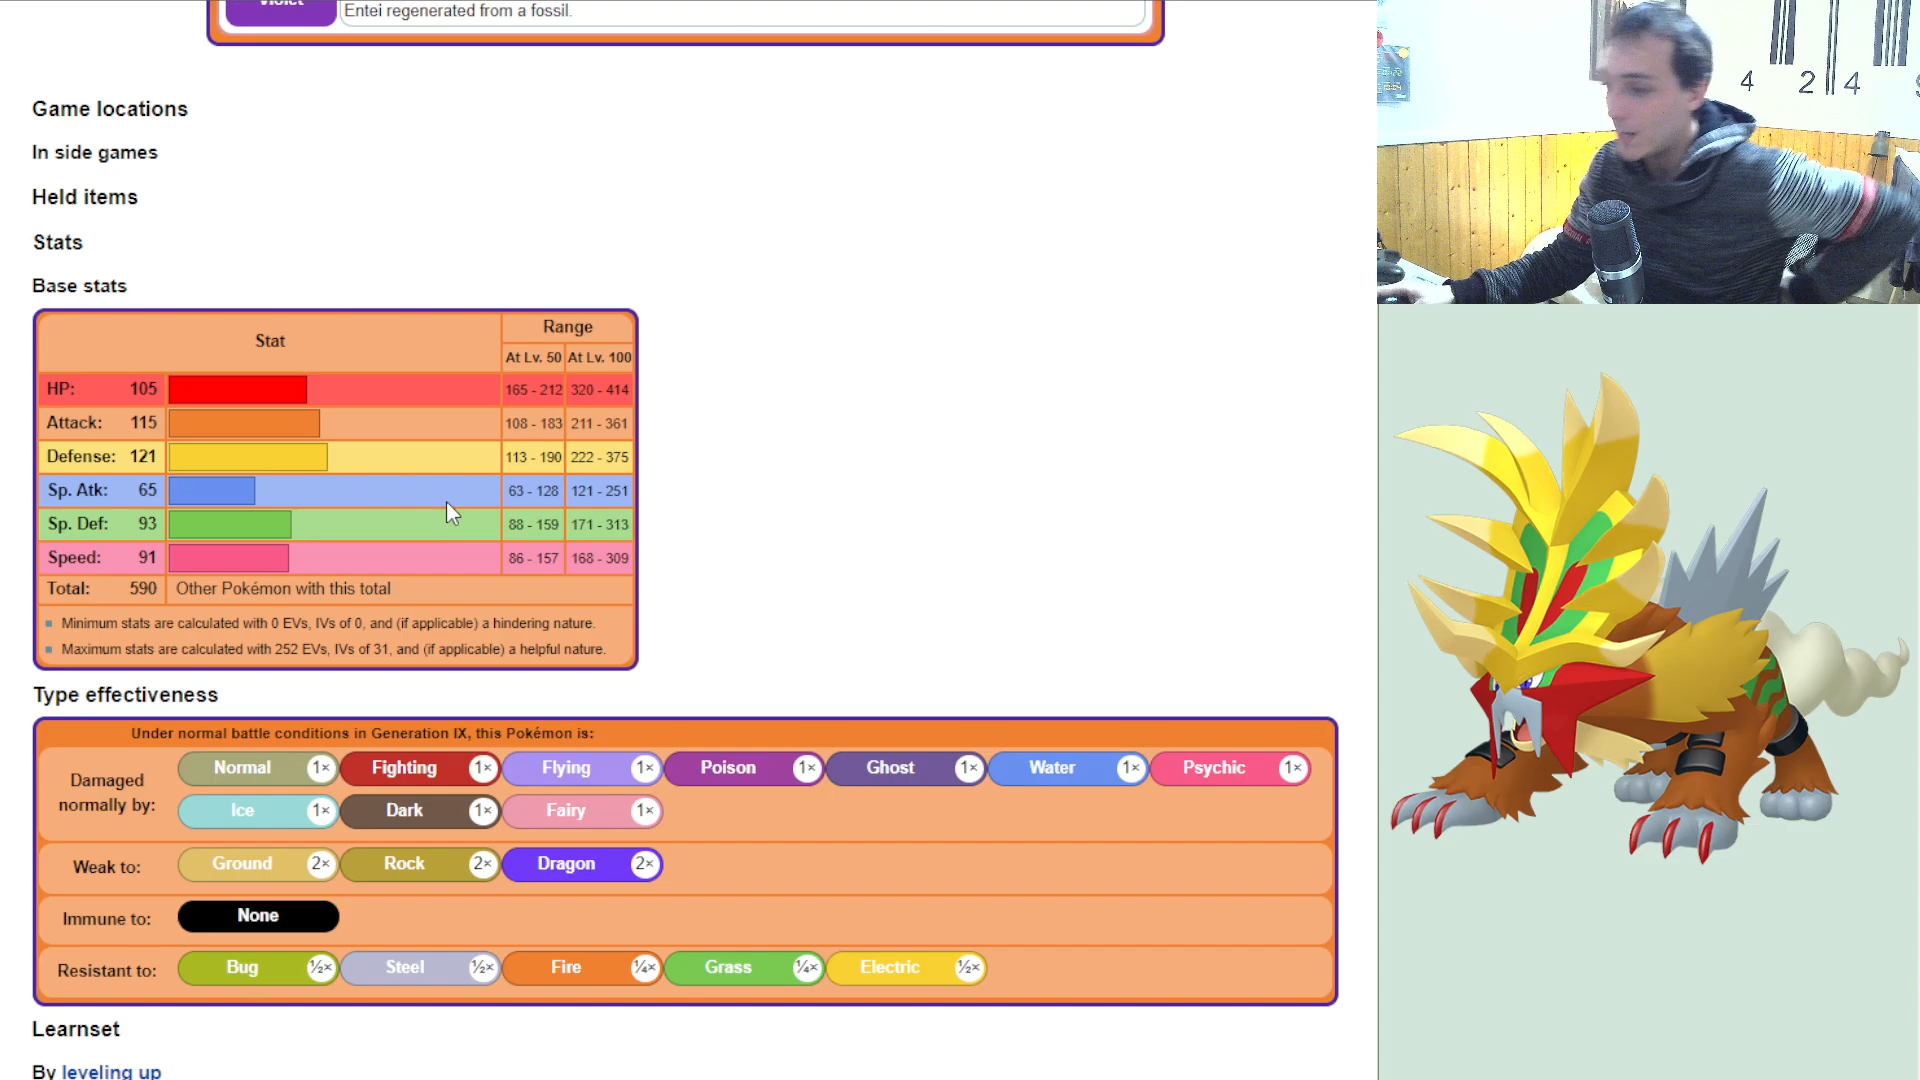 Violet
Entei regenerated from a fossil.
Game locations
In side games
Held items
Stats
Base stats
Stat
Range
At Lv. 50 At Lv. 100
HP: 105 165 - 212 320 - 414
Attack: 115 108 - 183 211 - 361
Defense: 121 113 - 190 222 - 375
Sp. Atk: 65 63 - 128 121 - 251
Sp. Def: 93 88 - 159 171 - 313
Speed: 91 86 - 157 168 - 309
Total: 590 Other Pokémon with this total
Minimum stats are calculated with 0 EVs, IVs of 0, and (if applicable) a hindering nature.
Maximum stats are calculated with 252 EVs, IVs of 31, and (if applicable) a helpful nature.
Type effectiveness
Under normal battle conditions in Generation IX, this Pokémon is:
Damaged normally by:
Normal 1× Fighting 1× Flying 1× Poison 1× Ghost 1× Water 1× Psychic 1×
Ice 1× Dark 1× Fairy 1×
Weak to: Ground 2× Rock 2× Dragon 2×
Immune to: None
Resistant to: Bug ½× Steel ½× Fire ¼× Grass ¼× Electric ½×
Learnset
By leveling up
4 2 4